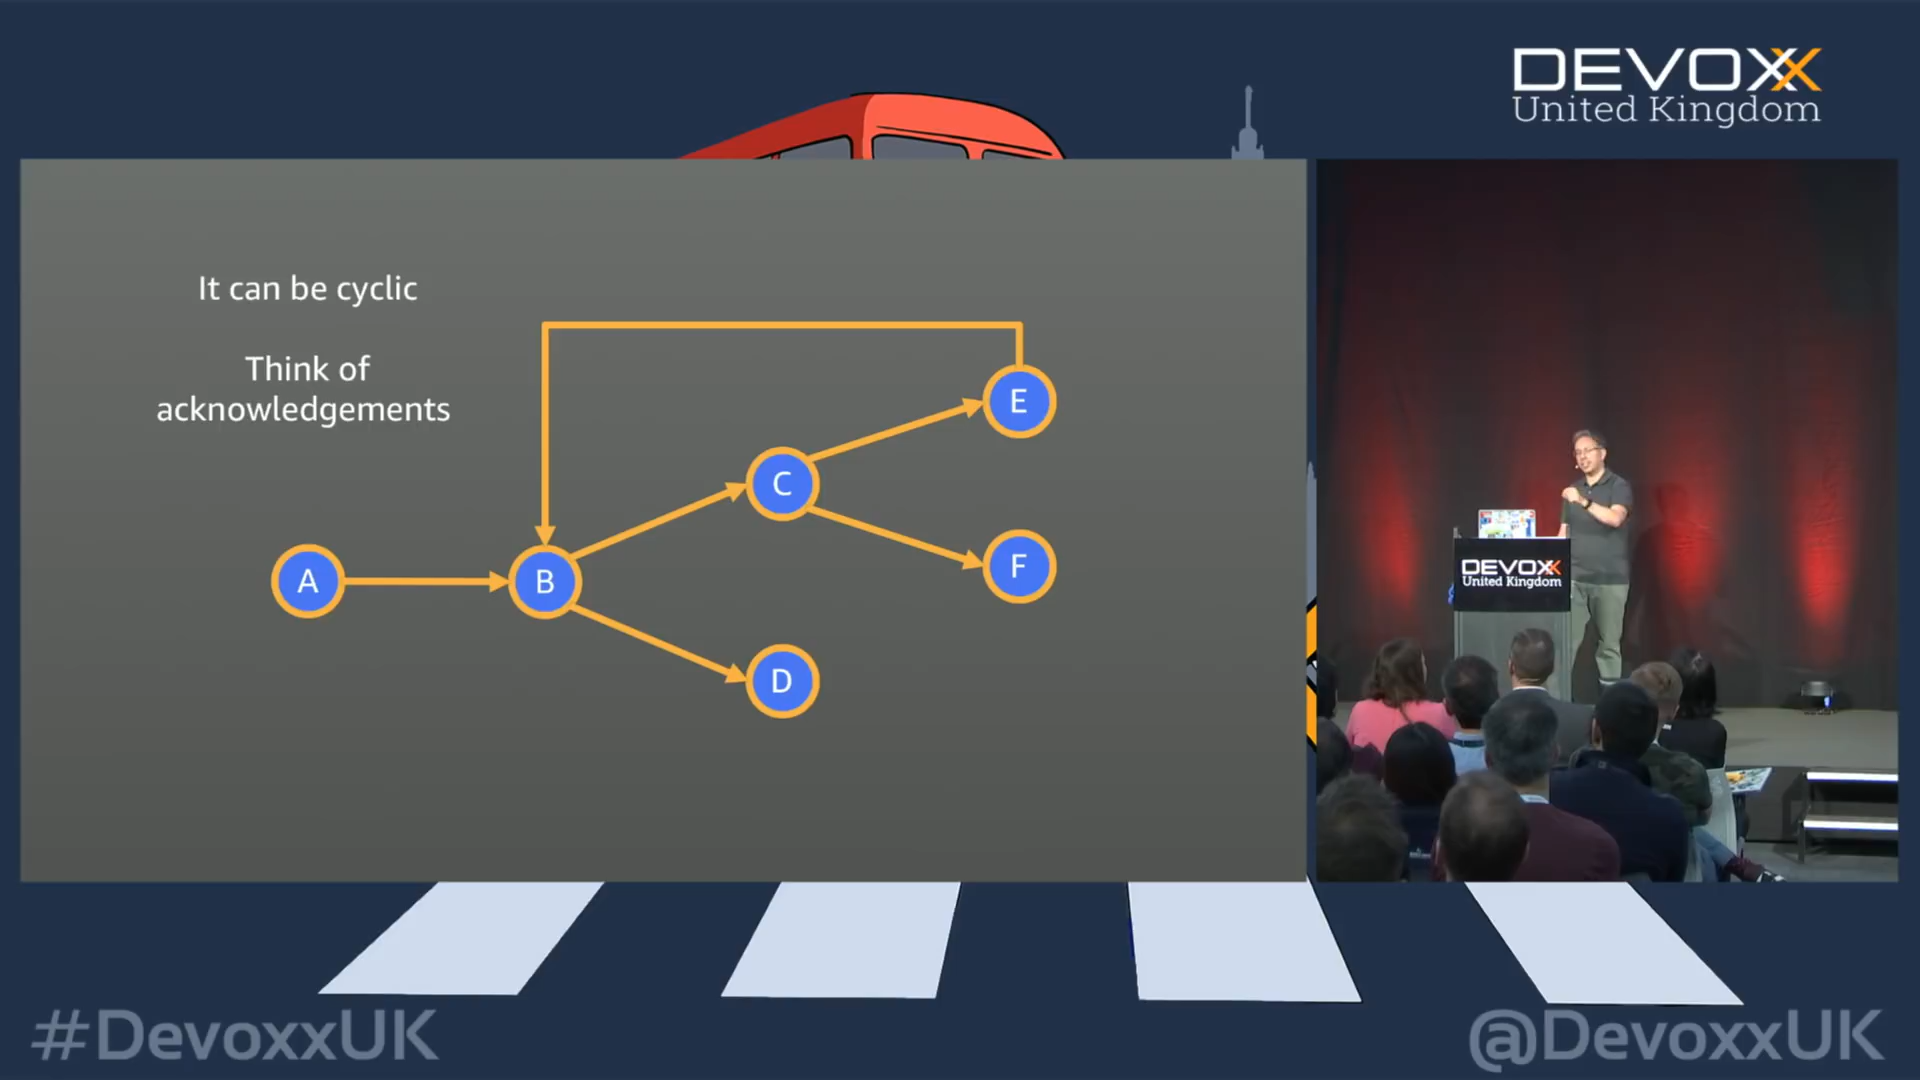 DEVOXX
United Kingdom
It can be cyclic
Think of
acknowledgements
E
C
F
A
B
D
DEVOXX
United Kingdom
#DevoxxUK
@DevoxxUK